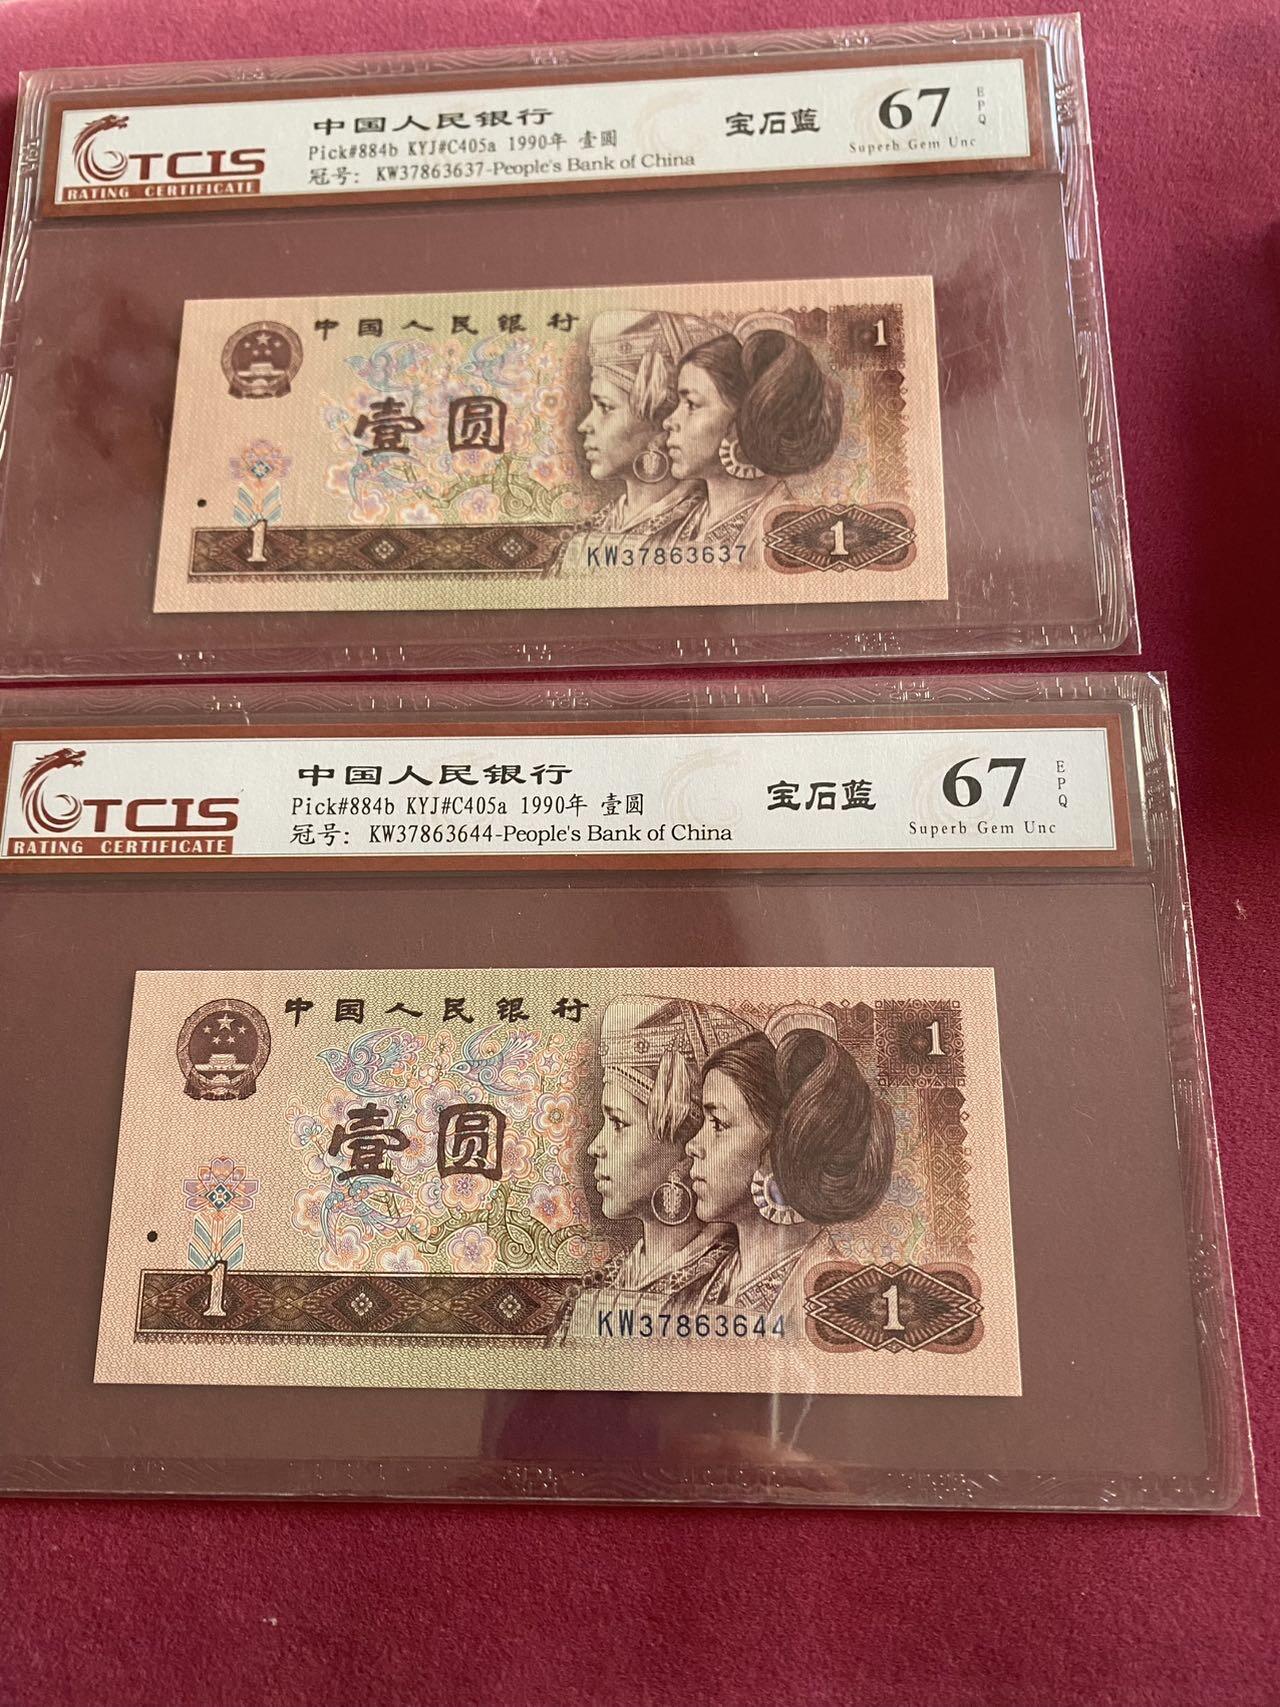 中国人民银行
Pick#884b KYJ#C405a 1990年 壹圆
冠号: KW37863637-People's Bank of China
宝石蓝
67
EPQ
Superb Gem Unc
TCIS
RATING CERTIFICATE
中国人民银行
1
壹圆
1
KW37863637
1
中国人民银行
Pick#884b KYJ#C405a 1990年 壹圆
冠号: KW37863644-People's Bank of China
宝石蓝
67
EPQ
Superb Gem Unc
TCIS
RATING CERTIFICATE
中国人民银行
1
壹圆
1
KW37863644
1